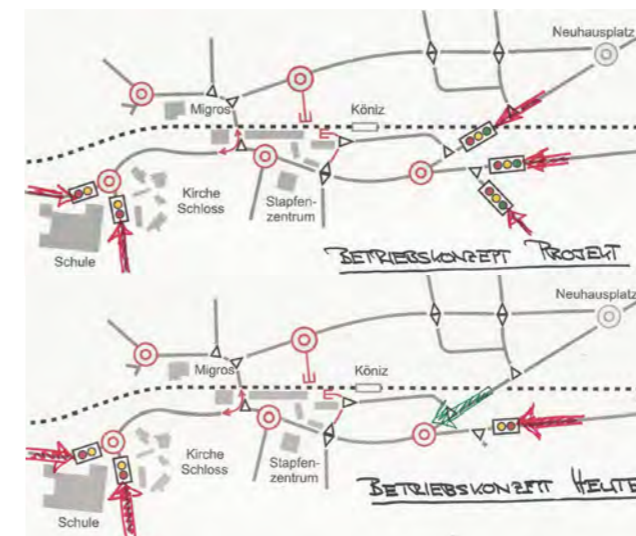 Neuhausplatz
Migros
Köniz
Kirche
Schloss
Stapfen-
zentrum
Schule
BETRIEBSKONZEPT PROJEKT
Neuhausplatz
Migros
Köniz
Kirche
Schloss
Stapfen-
zentrum
Schule
BETRIEBSKONZEPT HEUTE